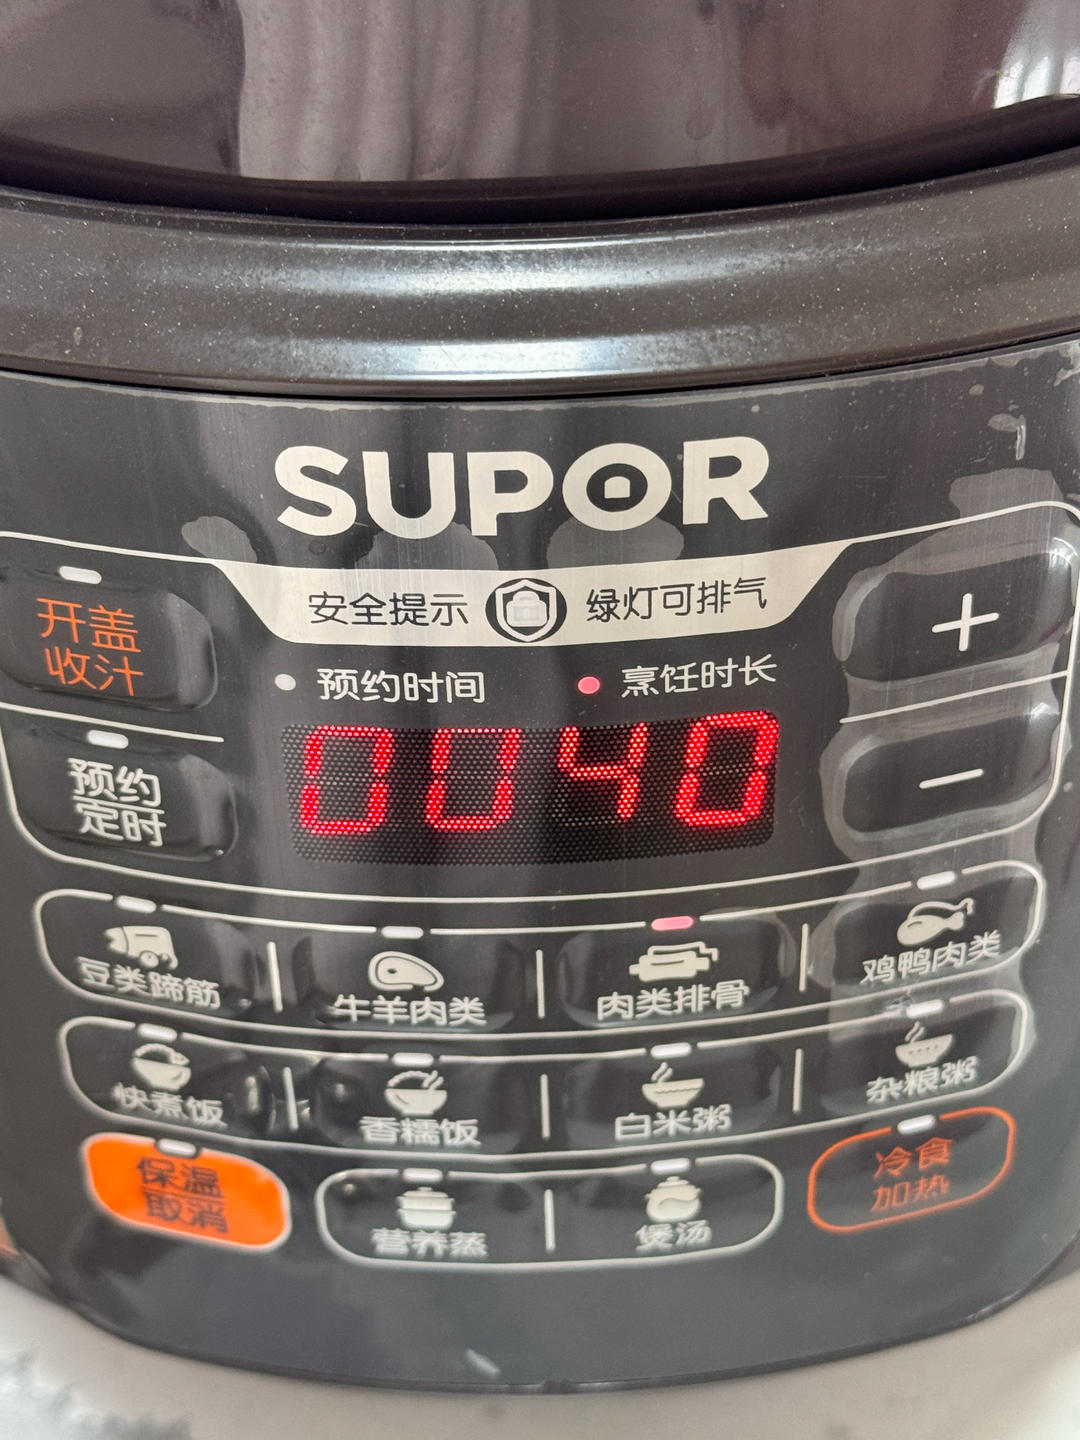 SUPOR
安全提示 绿灯可排气
开盖
收汁
预约时间 烹饪时长
+
预约
定时
0040
−
豆类蹄筋 牛羊肉类 肉类排骨 鸡鸭肉类
快煮饭 香糯饭 白米粥 杂粮粥
保温
取消
营养蒸 煲汤
冷食
加热